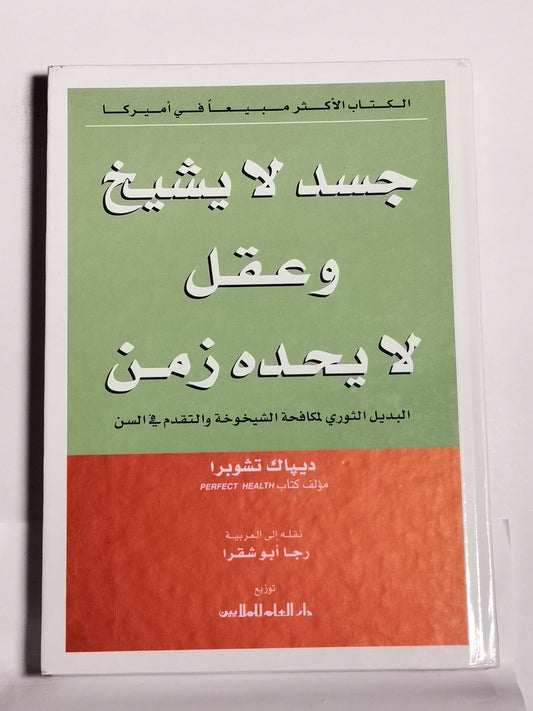 الكتاب الأكثر مبيعاً في أميركا
جسد لا يشيخ
وعقل
لا يحده زمن
البديل الثوري لمكافحة الشيخوخة والتقدم في السن
ديپاك تشوبرا
مؤلف كتاب PERFECT HEALTH
نقله إلى العربية
رجا أبو شقرا
توزيع
دار العلم للملايين